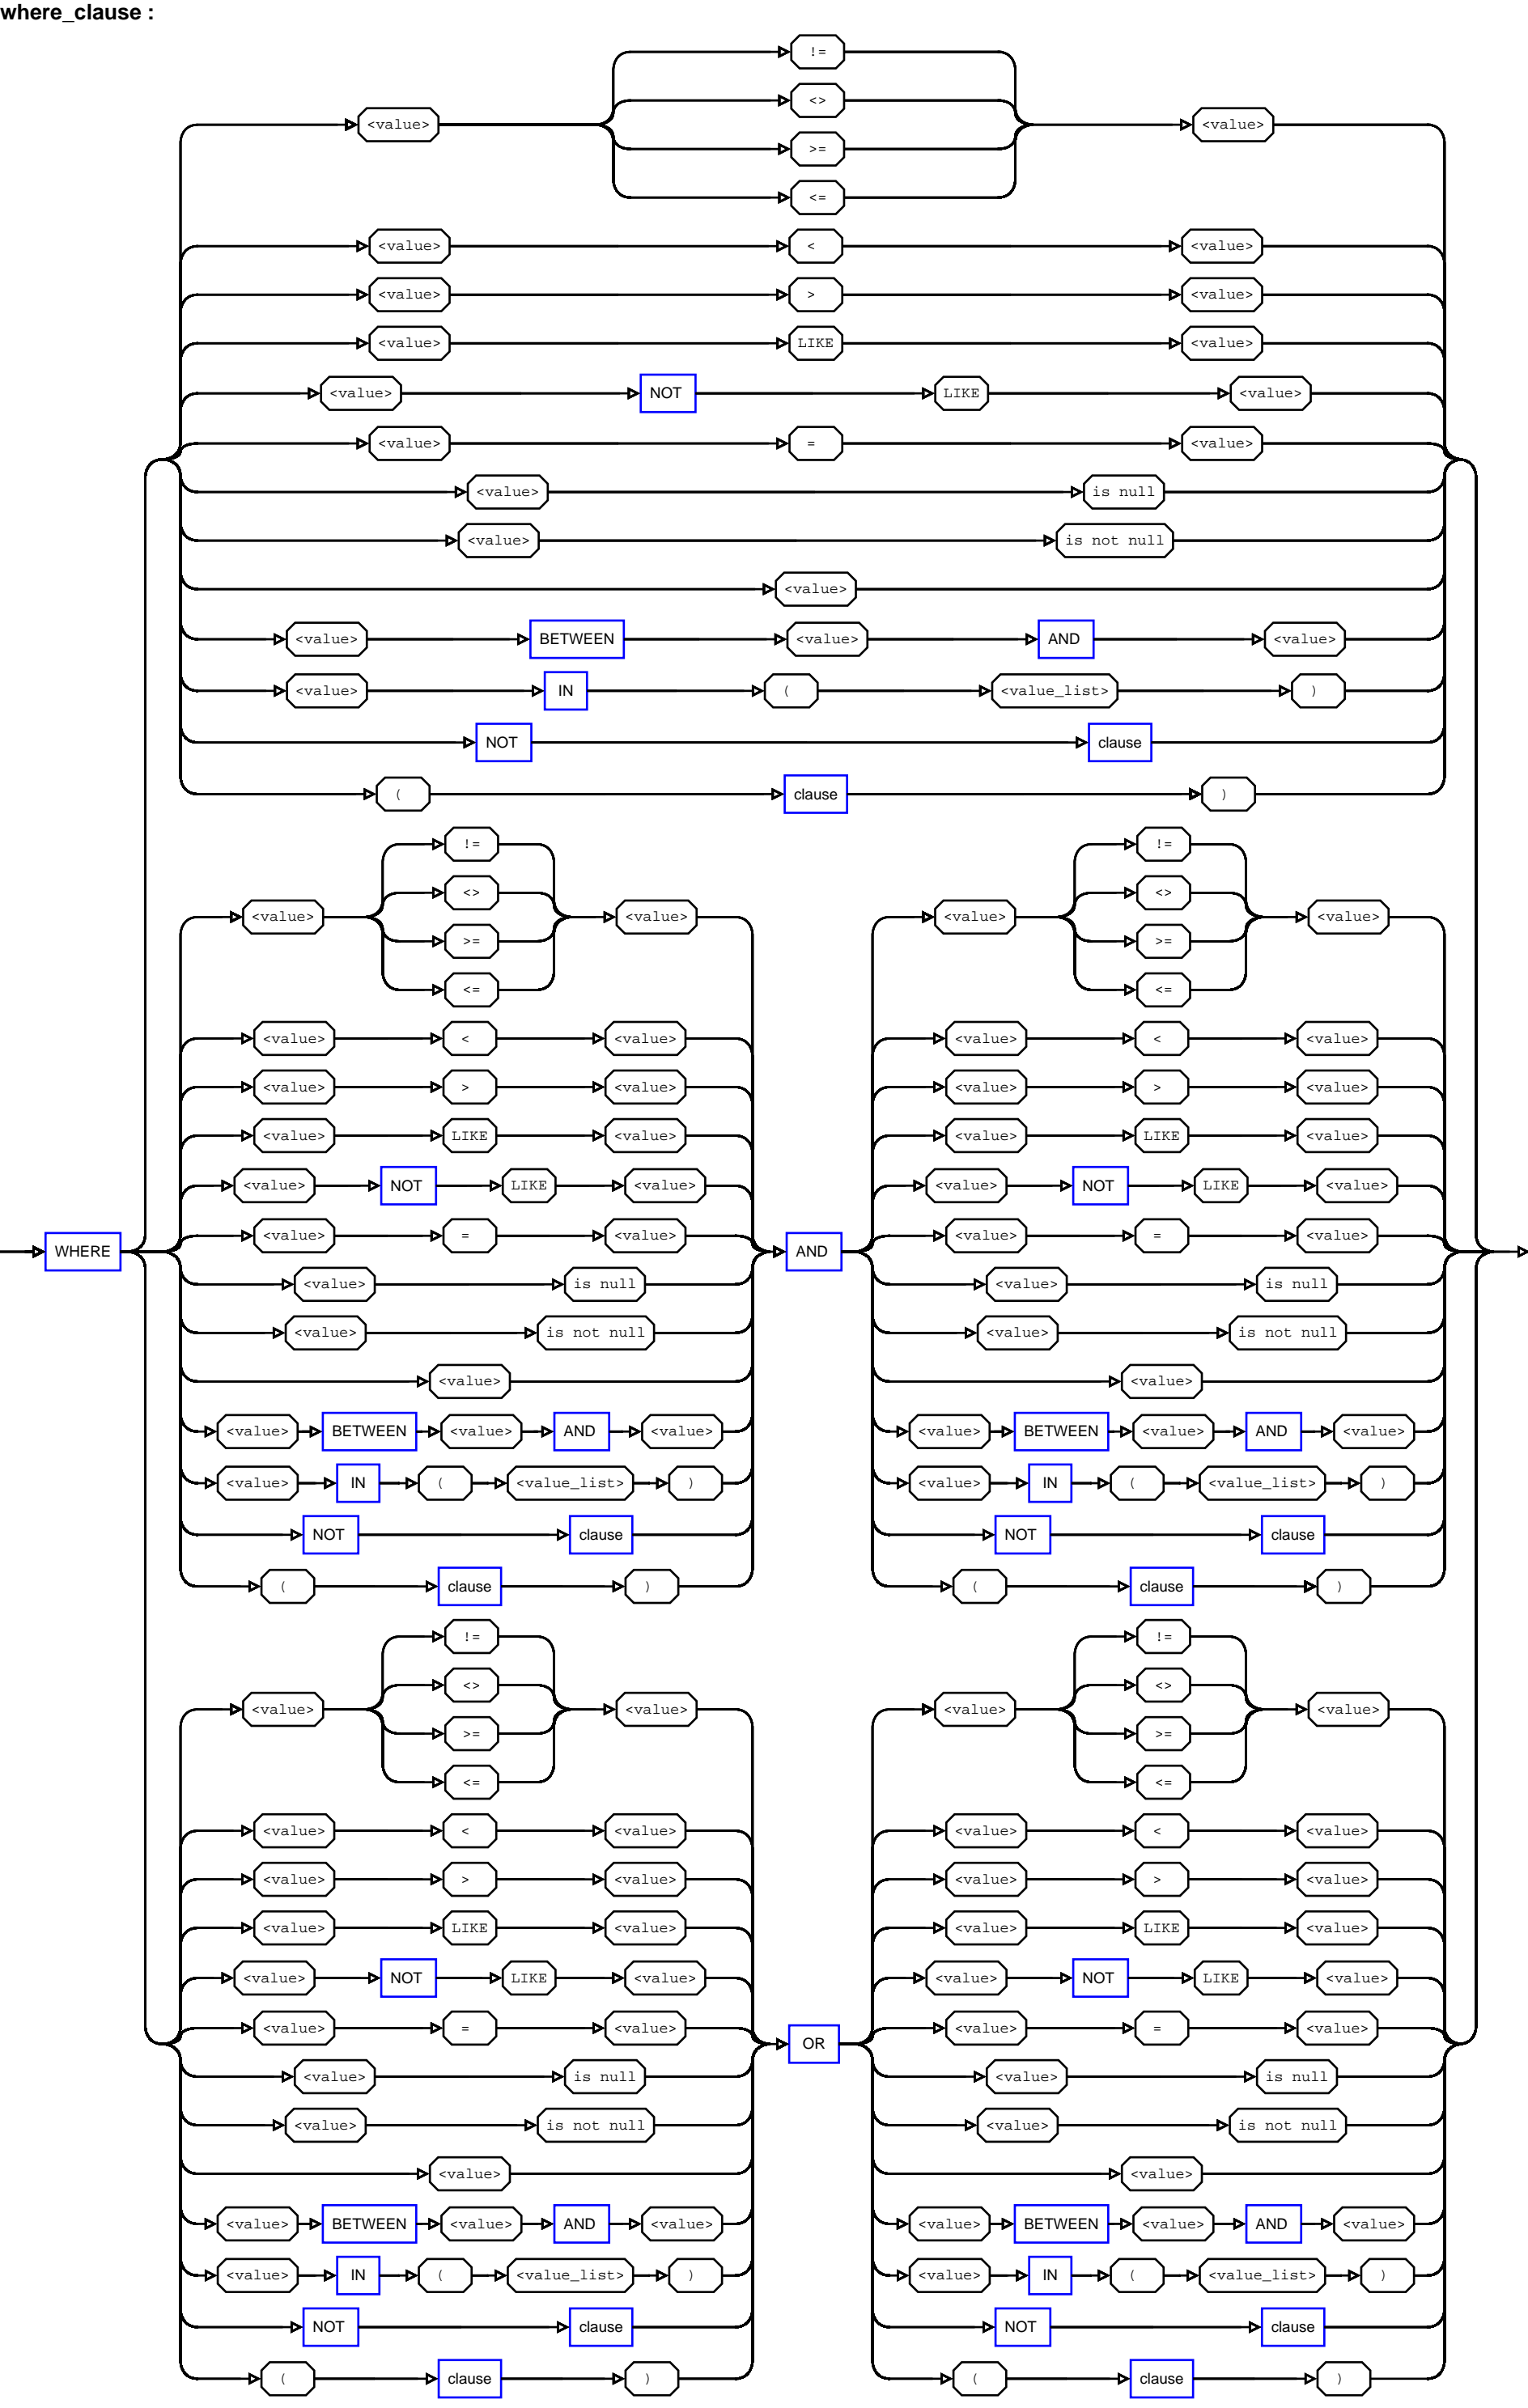 where_clause :
!=
<>
<value> <value>
>=
<=
<value> < <value>
<value> > <value>
<value> LIKE <value>
<value> NOT LIKE <value>
<value> = <value>
<value> is null
<value> is not null
<value>
<value> BETWEEN <value> AND <value>
<value> IN ( <value_list> )
NOT clause
( clause )
!= !=
<> <>
<value> <value> <value> <value>
>= >=
<= <=
<value> < <value> <value> < <value>
<value> > <value> <value> > <value>
<value> LIKE <value> <value> LIKE <value>
<value> NOT LIKE <value> <value> NOT LIKE <value>
<value> = <value> <value> = <value>
WHERE AND
<value> is null <value> is null
<value> is not null <value> is not null
<value> <value>
<value> BETWEEN <value> AND <value> <value> BETWEEN <value> AND <value>
<value> IN ( <value_list> ) <value> IN ( <value_list> )
NOT clause NOT clause
( clause ) ( clause )
!= !=
<> <>
<value> <value> <value> <value>
>= >=
<= <=
<value> < <value> <value> < <value>
<value> > <value> <value> > <value>
<value> LIKE <value> <value> LIKE <value>
<value> NOT LIKE <value> <value> NOT LIKE <value>
<value> = <value> <value> = <value>
OR
<value> is null <value> is null
<value> is not null <value> is not null
<value> <value>
<value> BETWEEN <value> AND <value> <value> BETWEEN <value> AND <value>
<value> IN ( <value_list> ) <value> IN ( <value_list> )
NOT clause NOT clause
( clause ) ( clause )